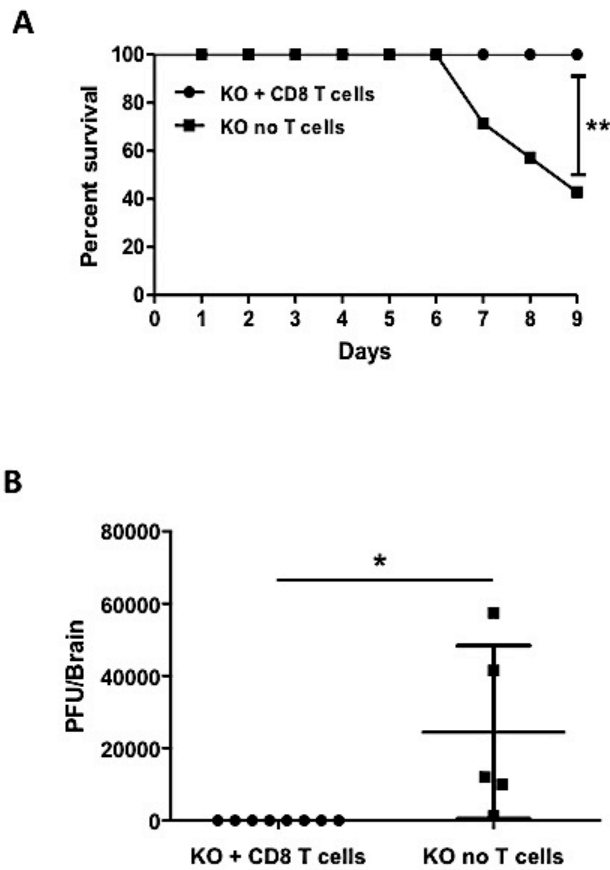 A
100
80
60
40
20
0
Percent survival
KO + CD8 T cells
KO no T cells
**
0 1 2 3 4 5 6 7 8 9
Days
B
80000
60000
40000
20000
0
PFU/Brain
*
KO + CD8 T cells KO no T cells